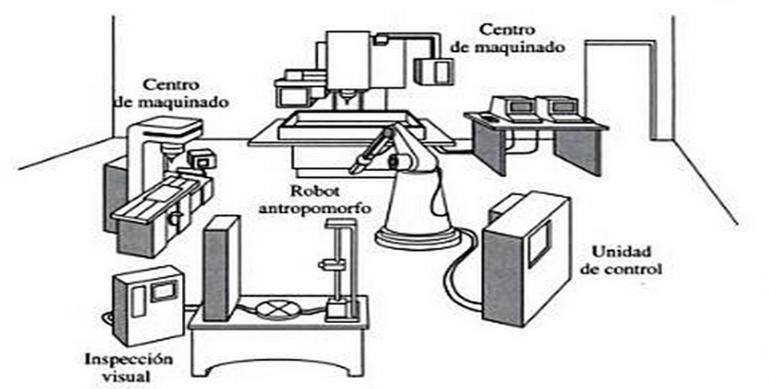 Centro
de maquinado
Centro
de maquinado
Robot
antropomorfo
Unidad
de control
Inspección
visual